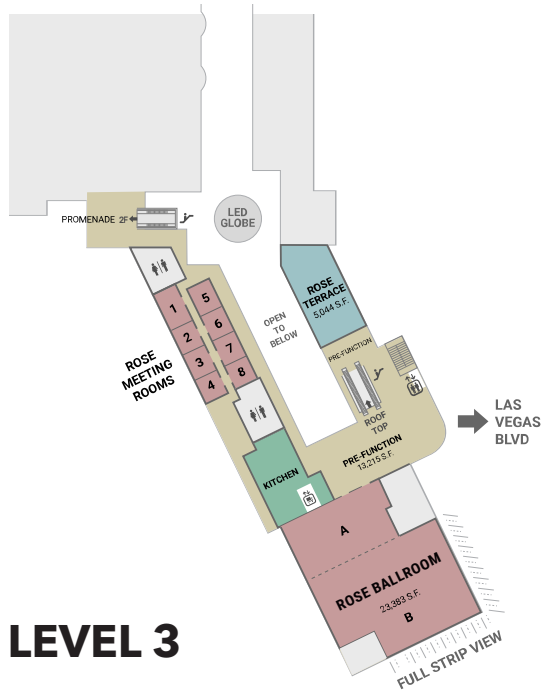 PROMENADE 2F
LED
GLOBE
ROSE
TERRACE
5,044 S.F.
1
2
3
4
5
6
7
8
ROSE
MEETING
ROOMS
OPEN
TO
BELOW
PRE-FUNCTION
ROOF
TOP
PRE-FUNCTION
13,215 S.F.
LAS
VEGAS
BLVD
KITCHEN
A
ROSE BALLROOM
23,383 S.F.
B
FULL STRIP VIEW
LEVEL 3